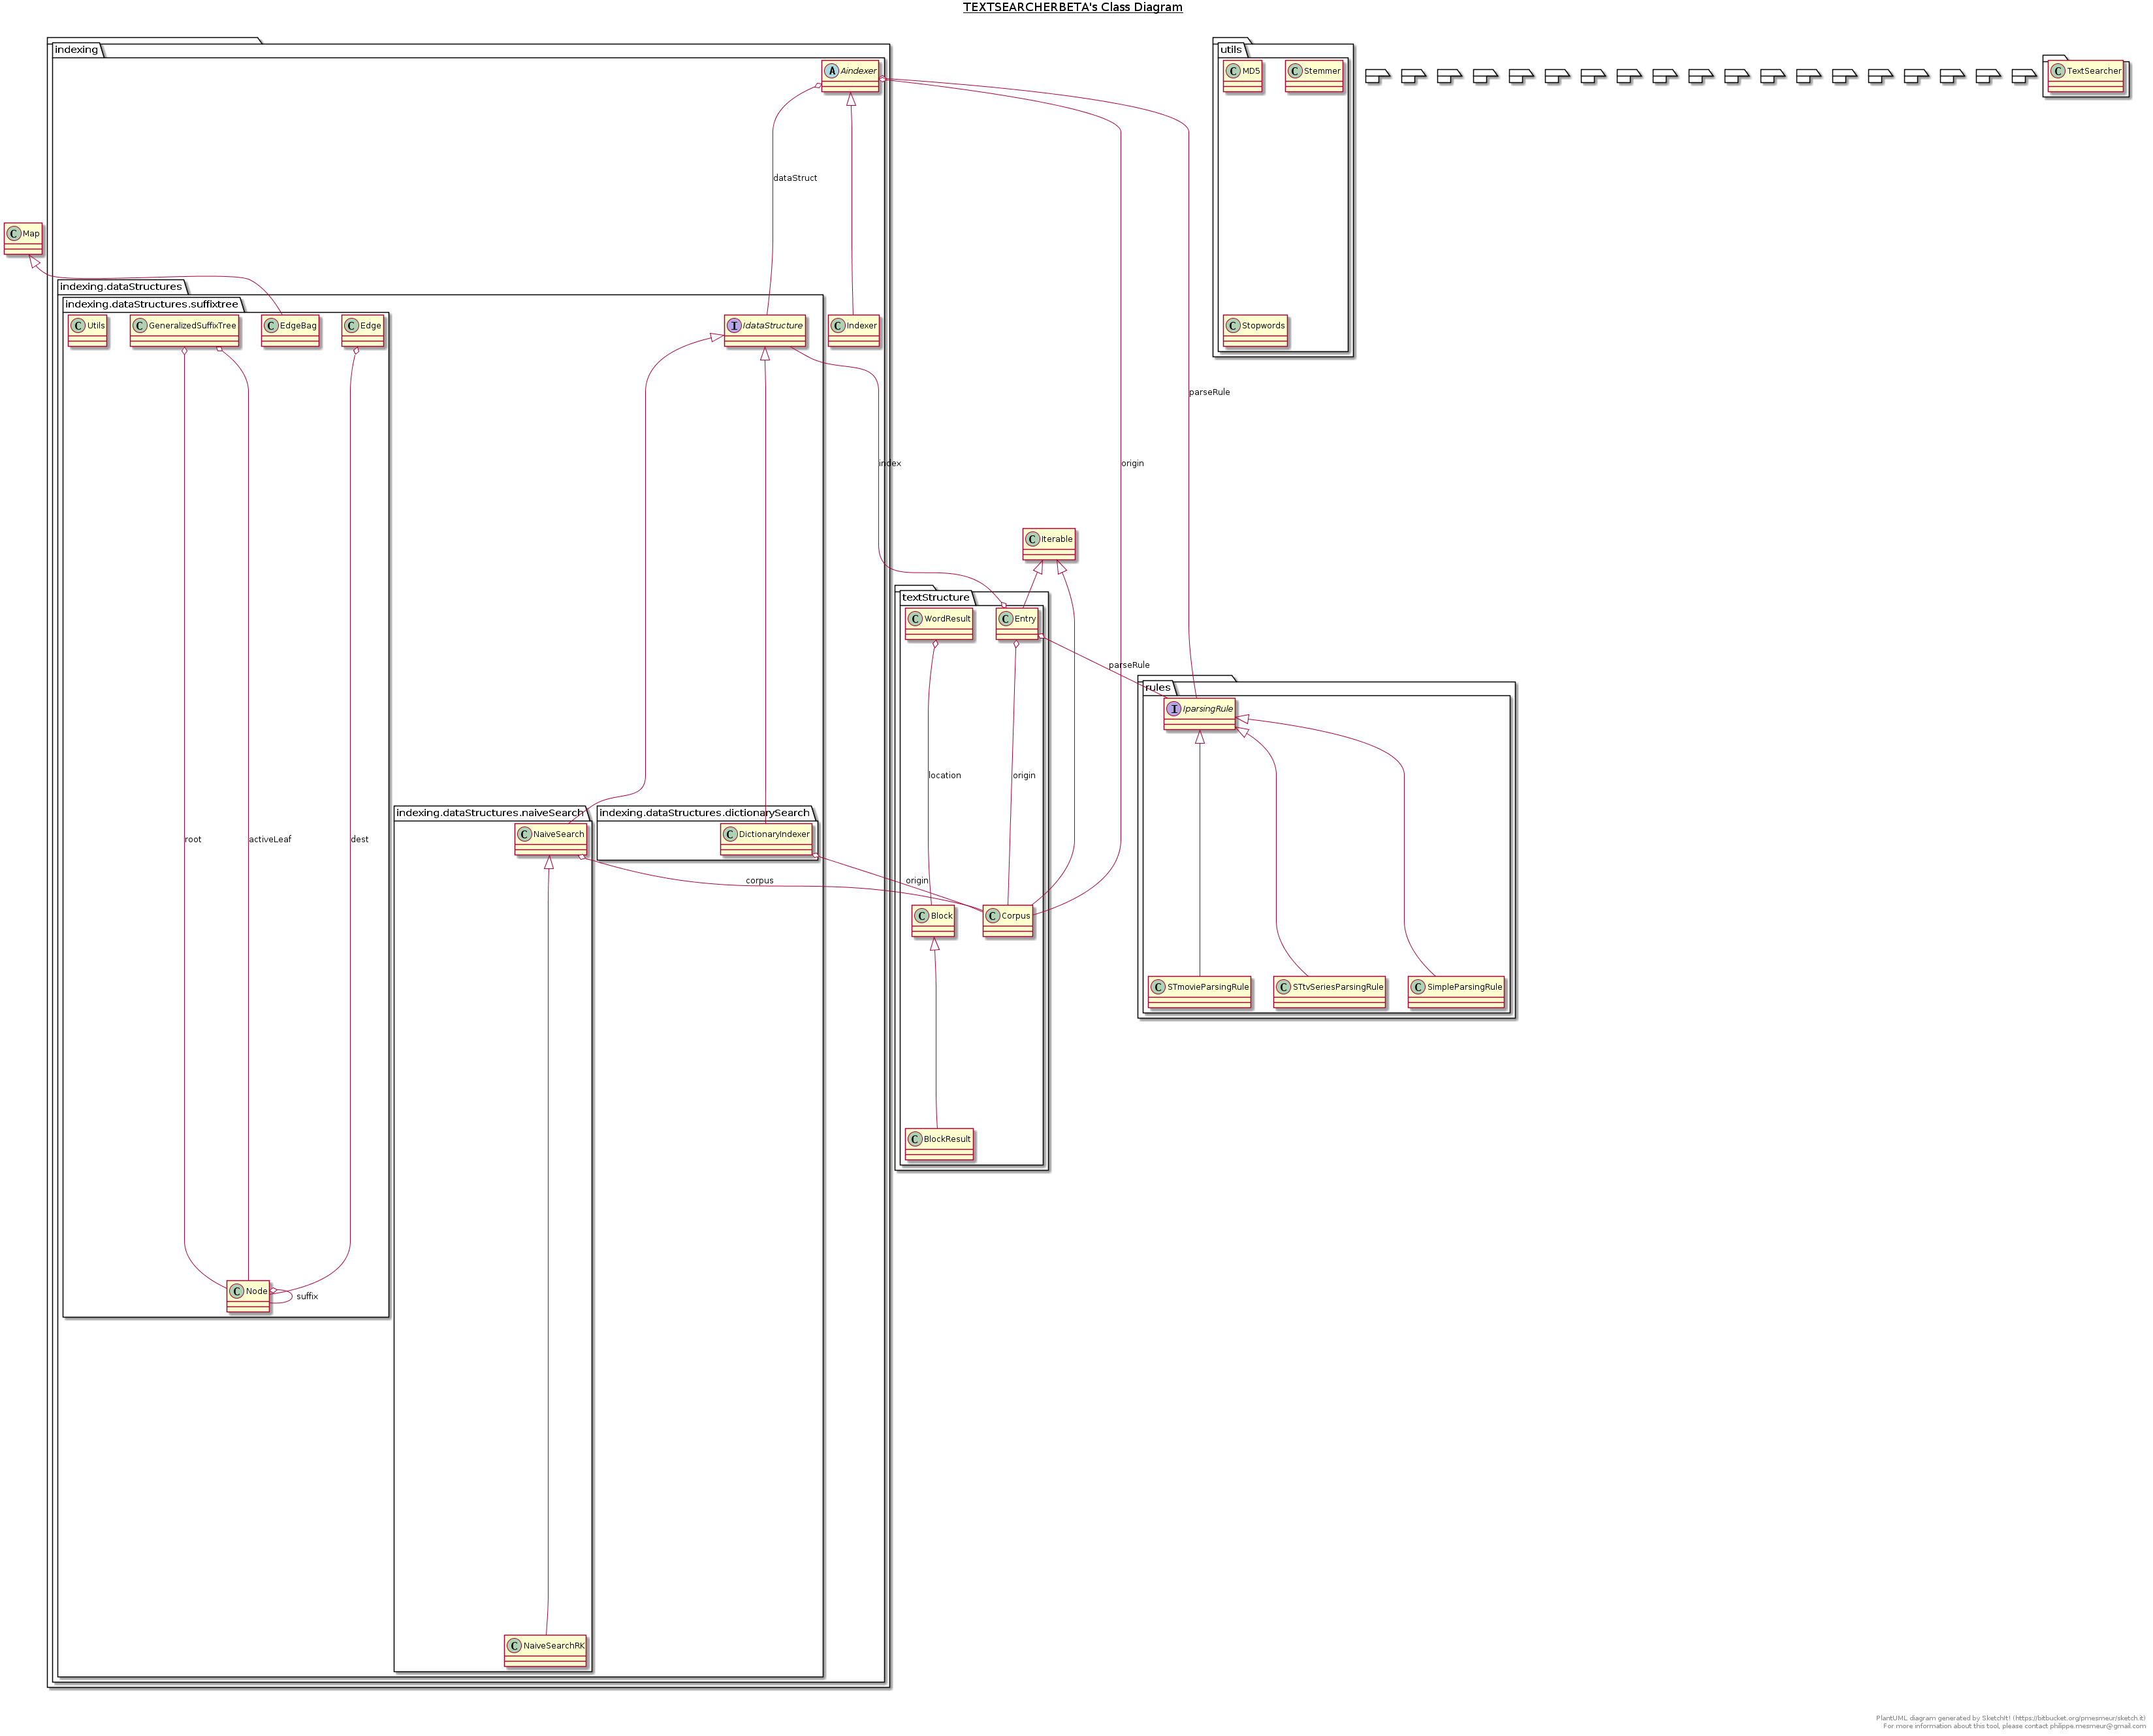 TEXTSEARCHERBETA's Class Diagram
indexing
utils
A Aindexer
C MD5
C Stemmer
C TextSearcher
dataStruct
C Map
indexing.dataStructures
indexing.dataStructures.suffixtree
C Utils
C GeneralizedSuffixTree
C EdgeBag
C Edge
I IdataStructure
C Indexer
C Stopwords
parseRule
index
origin
C Iterable
textStructure
C WordResult
C Entry
parseRule
rules
I IparsingRule
location
origin
indexing.dataStructures.naiveSearch
indexing.dataStructures.dictionarySearch
C NaiveSearch
C DictionaryIndexer
root
activeLeaf
dest
corpus
origin
C Block
C Corpus
C STmovieParsingRule
C STtvSeriesParsingRule
C SimpleParsingRule
C BlockResult
C Node
suffix
C NaiveSearchRK
PlantUML diagram generated by SketchIt! (https://bitbucket.org/pmesmeur/sketch.it)
For more information about this tool, please contact philippe.mesmeur@gmail.com